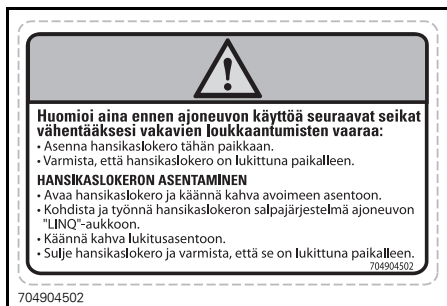 Huomioi aina ennen ajoneuvon käyttöä seuraavat seikat
vähentääksesi vakavien loukkaantumisten vaaraa:
• Asenna hansikaslokero tähän paikkaan.
• Varmista, että hansikaslokero on lukittuna paikalleen.
HANSIKASLOKERON ASENTAMINEN
• Avaa hansikaslokero ja käännä kahva avoimeen asentoon.
• Kohdista ja työnnä hansikslokeron salpajärjestelmä ajoneuvon
"LINQ"-aukkoon.
• Käännä kahva lukitusasentoon.
• Sulje hansikaslokero ja varmista, että se on lukittuna paikalleen.
704904502
704904502